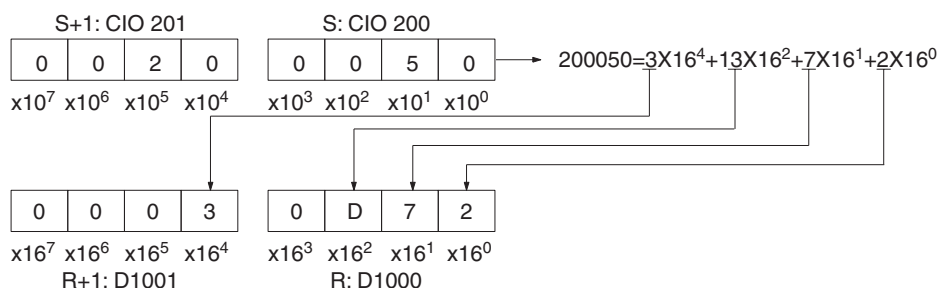 S+1: CIO 201 S: CIO 200
0 0 2 0 0 0 5 0 200050=3X16⁴+13X16²+7X16¹+2X16⁰
x10⁷ x10⁶ x10⁵ x10⁴ x10³ x10² x10¹ x10⁰
0 0 0 3 0 D 7 2
x16⁷ x16⁶ x16⁵ x16⁴ x16³ x16² x16¹ x16⁰
R+1: D1001 R: D1000